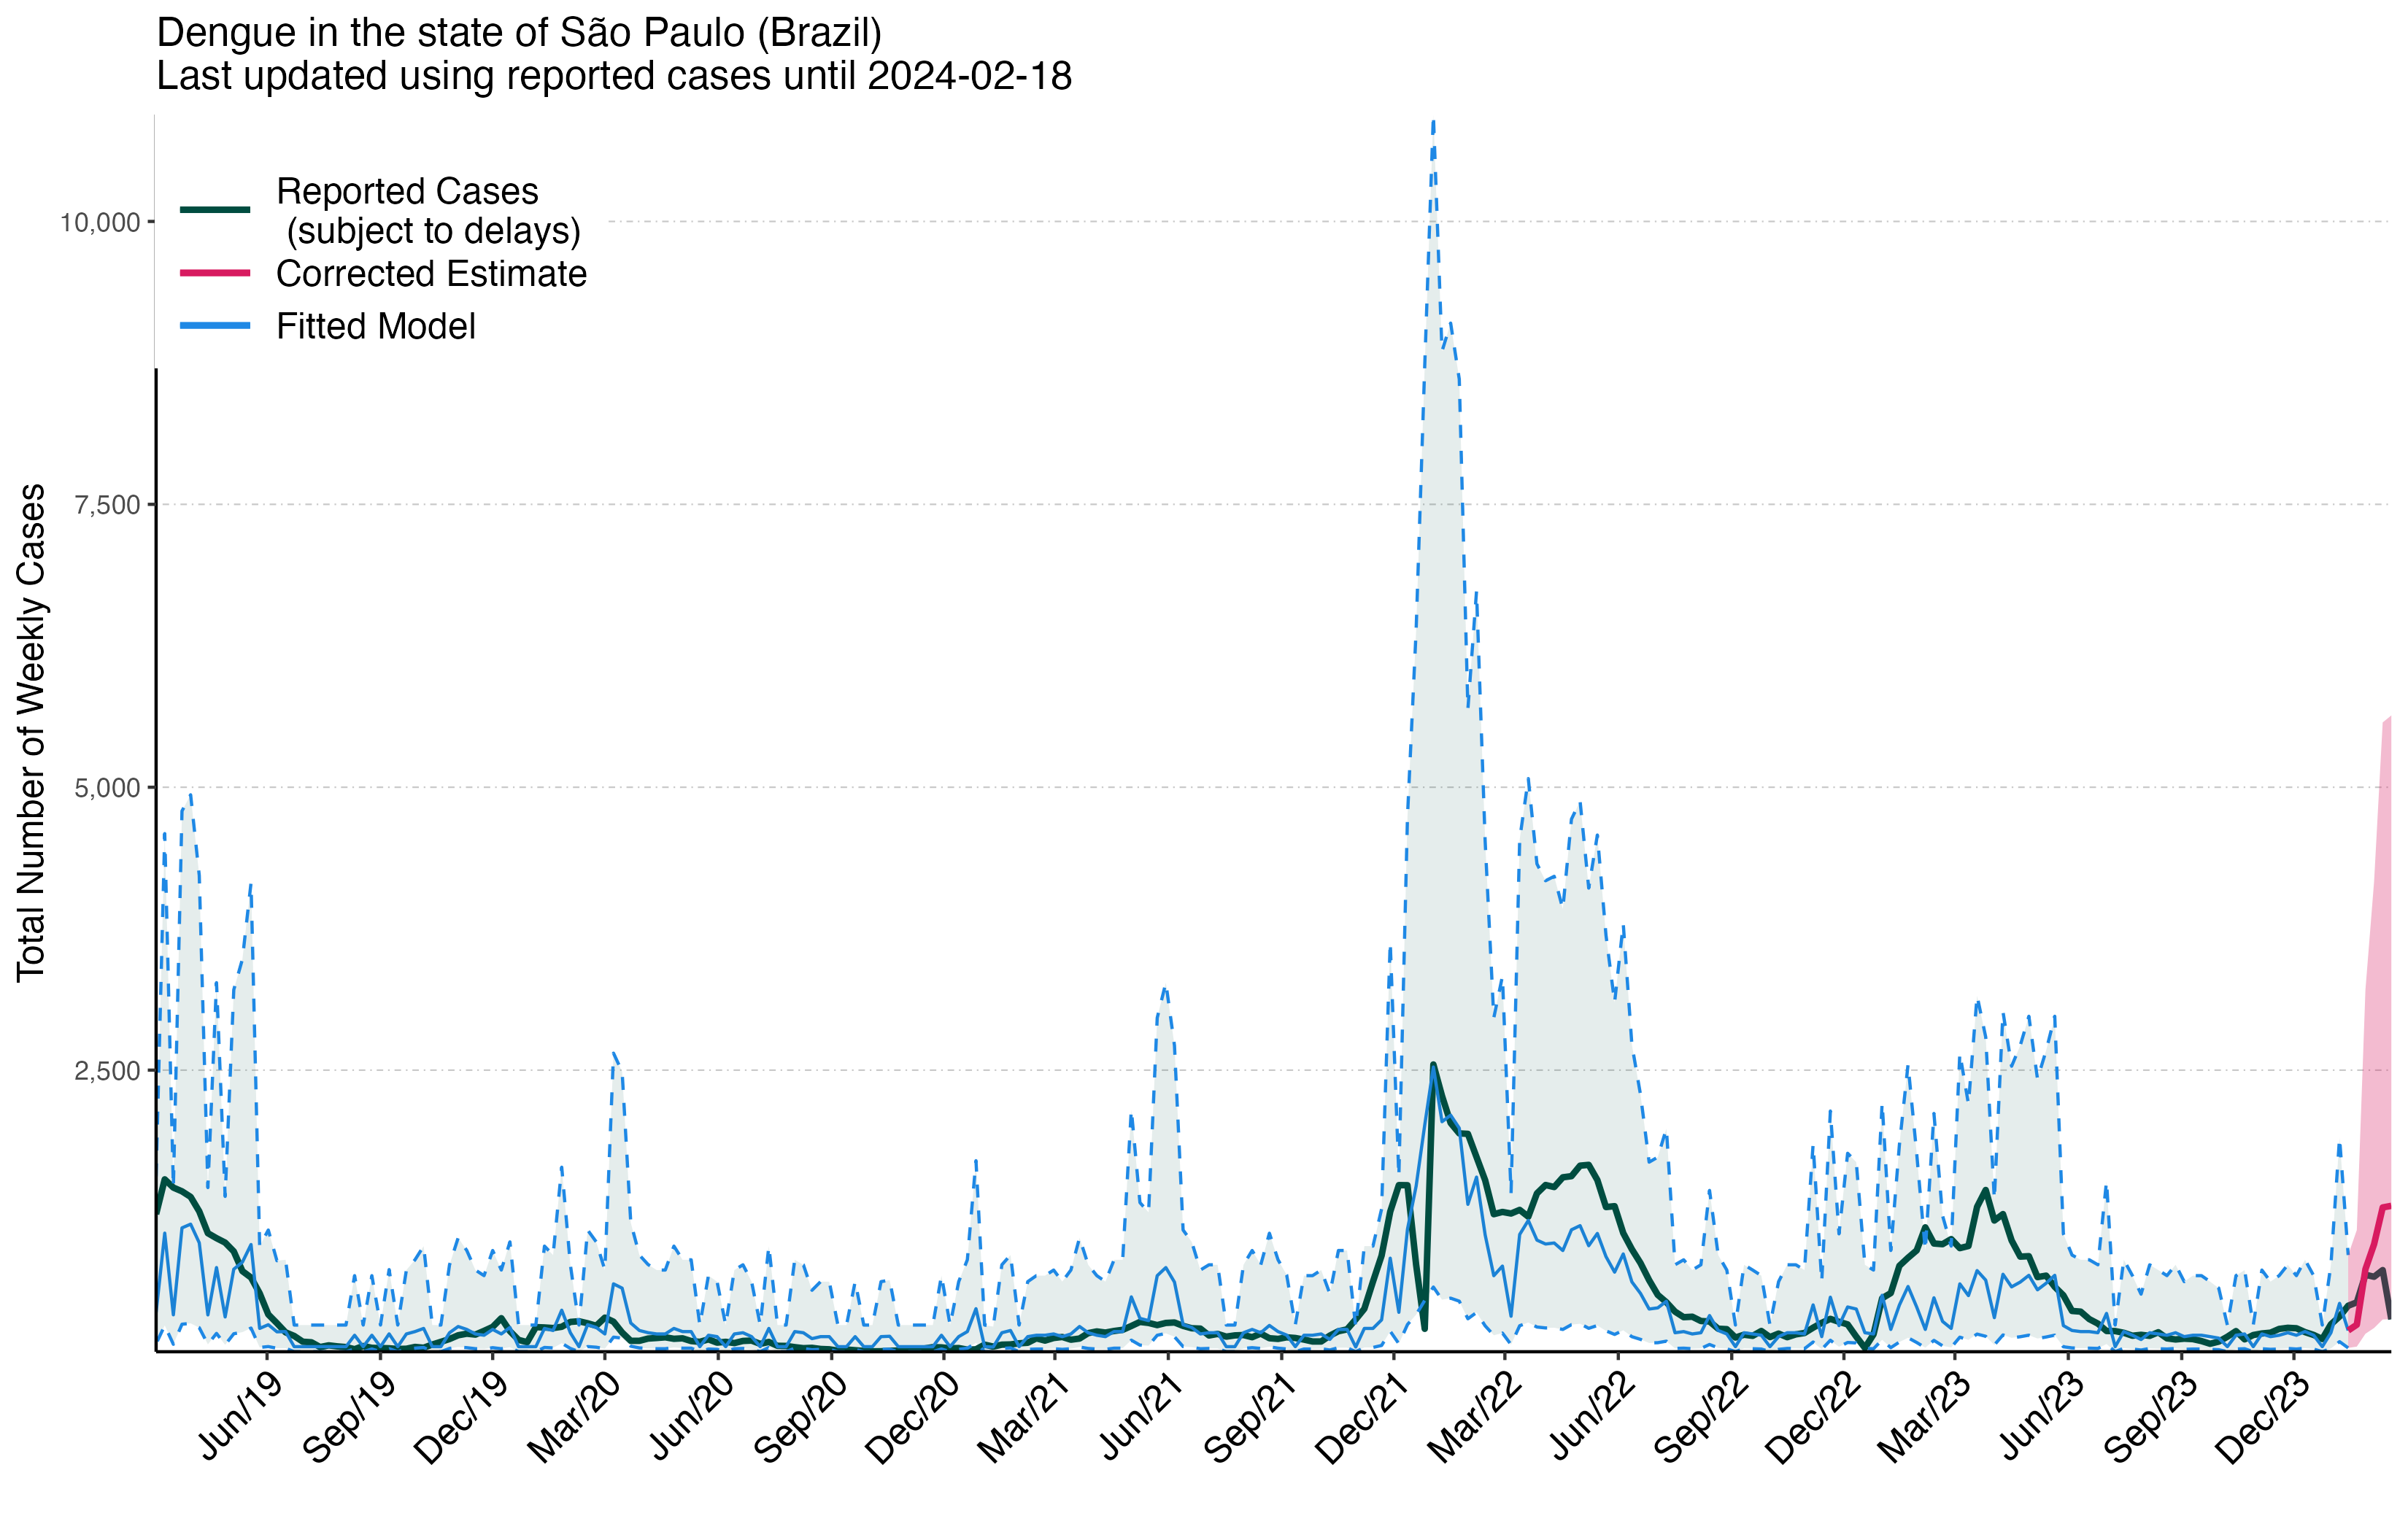 Dengue in the state of São Paulo (Brazil)
Last updated using reported cases until 2024-02-18
Reported Cases
(subject to delays)
Corrected Estimate
Fitted Model
Total Number of Weekly Cases
10,000
7,500
5,000
2,500
Jun/19
Sep/19
Dec/19
Mar/20
Jun/20
Sep/20
Dec/20
Mar/21
Jun/21
Sep/21
Dec/21
Mar/22
Jun/22
Sep/22
Dec/22
Mar/23
Jun/23
Sep/23
Dec/23